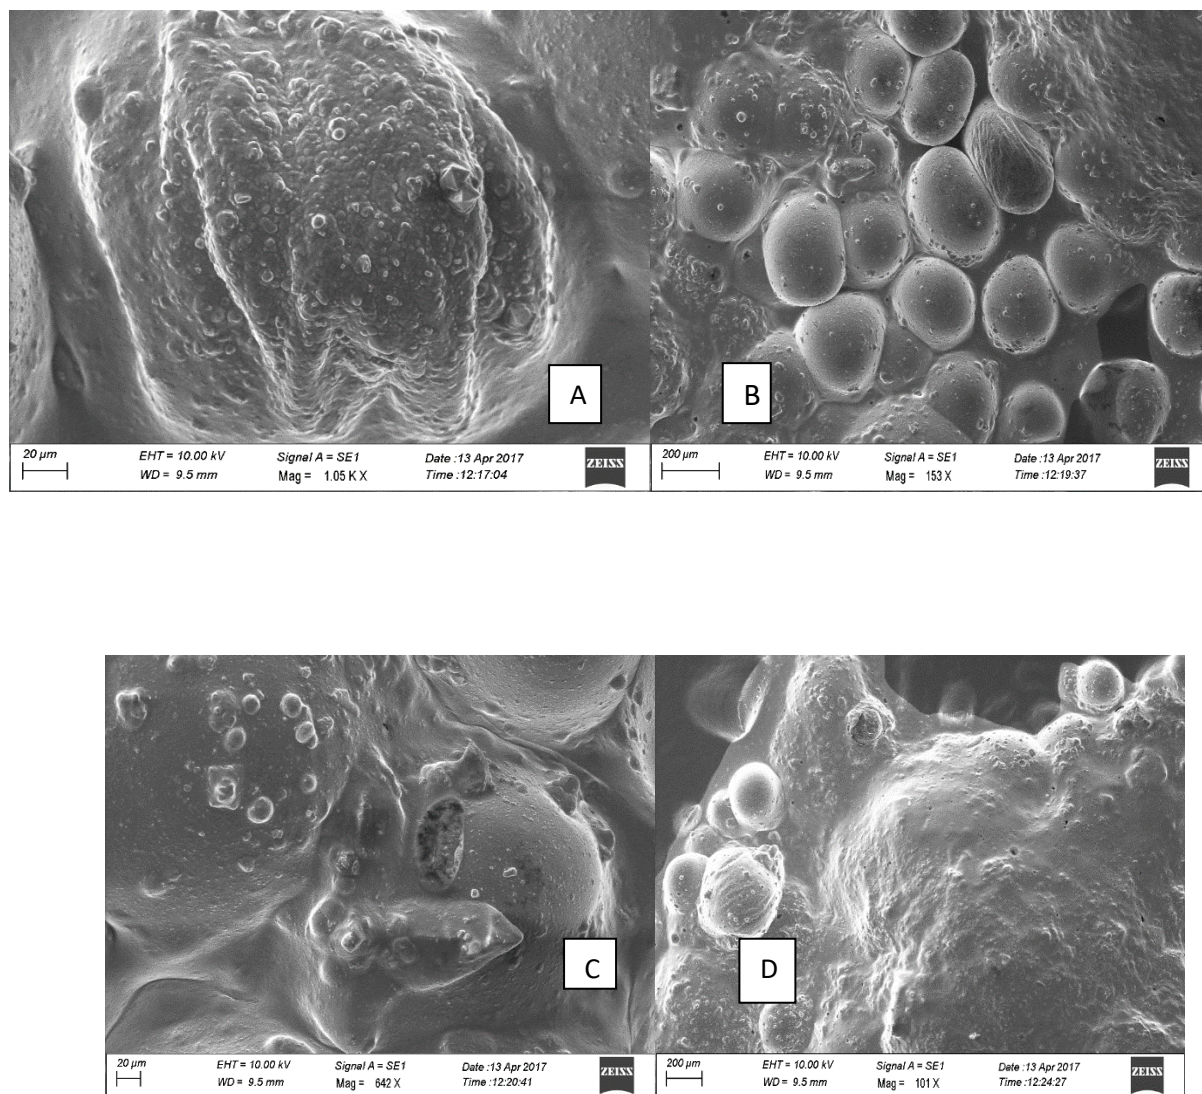 A
B
20 µm
EHT = 10.00 kV
Signal A = SE1
Date :13 Apr 2017
WD = 9.5 mm
Mag = 1.05 K X
Time :12:17:04
ZEISS
200 µm
EHT = 10.00 kV
Signal A = SE1
Date :13 Apr 2017
WD = 9.5 mm
Mag = 153 X
Time :12:19:37
ZEISS
C
D
20 µm
EHT = 10.00 kV
Signal A = SE1
Date :13 Apr 2017
WD = 9.5 mm
Mag = 642 X
Time :12:20:41
ZEISS
200 µm
EHT = 10.00 kV
Signal A = SE1
Date :13 Apr 2017
WD = 9.5 mm
Mag = 101 X
Time :12:24:27
ZEISS